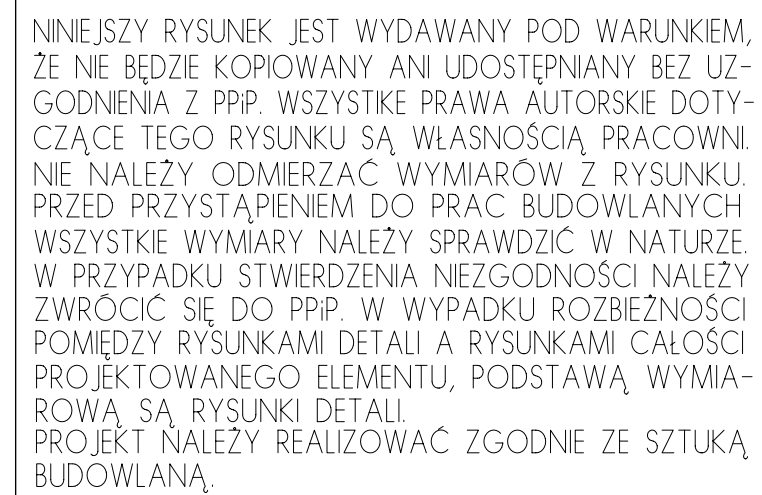 NINIEJSZY RYSUNEK JEST WYDAWANY POD WARUNKIEM,
ŻE NIE BĘDZIE KOPIOWANY ANI UDOSTĘPNIANY BEZ UZ-
GODNIENIA Z PPiP. WSZYSTIKE PRAWA AUTORSKIE DOTY-
CZĄCE TEGO RYSUNKU SĄ WŁASNOŚCIĄ PRACOWNI.
NIE NALEŻY ODMIERZAĆ WYMIARÓW Z RYSUNKU.
PRZED PRZYSTĄPIENIEM DO PRAC BUDOWLANYCH
WSZYSTKIE WYMIARY NALEŻY SPRAWDZIĆ W NATURZE.
W PRZYPADKU STWIERDZENIA NIEZGODNOŚCI NALEŻY
ZWRÓCIĆ SIĘ DO PPiP. W WYPADKU ROZBIEŻNOŚCI
POMIĘDZY RYSUNKAMI DETALI A RYSUNKAMI CAŁOŚCI
PROJEKTOWANEGO ELEMENTU, PODSTAWĄ WYMIA-
ROWĄ SĄ RYSUNKI DETALI.
PROJEKT NALEŻY REALIZOWAĆ ZGODNIE ZE SZTUKĄ
BUDOWLANĄ.